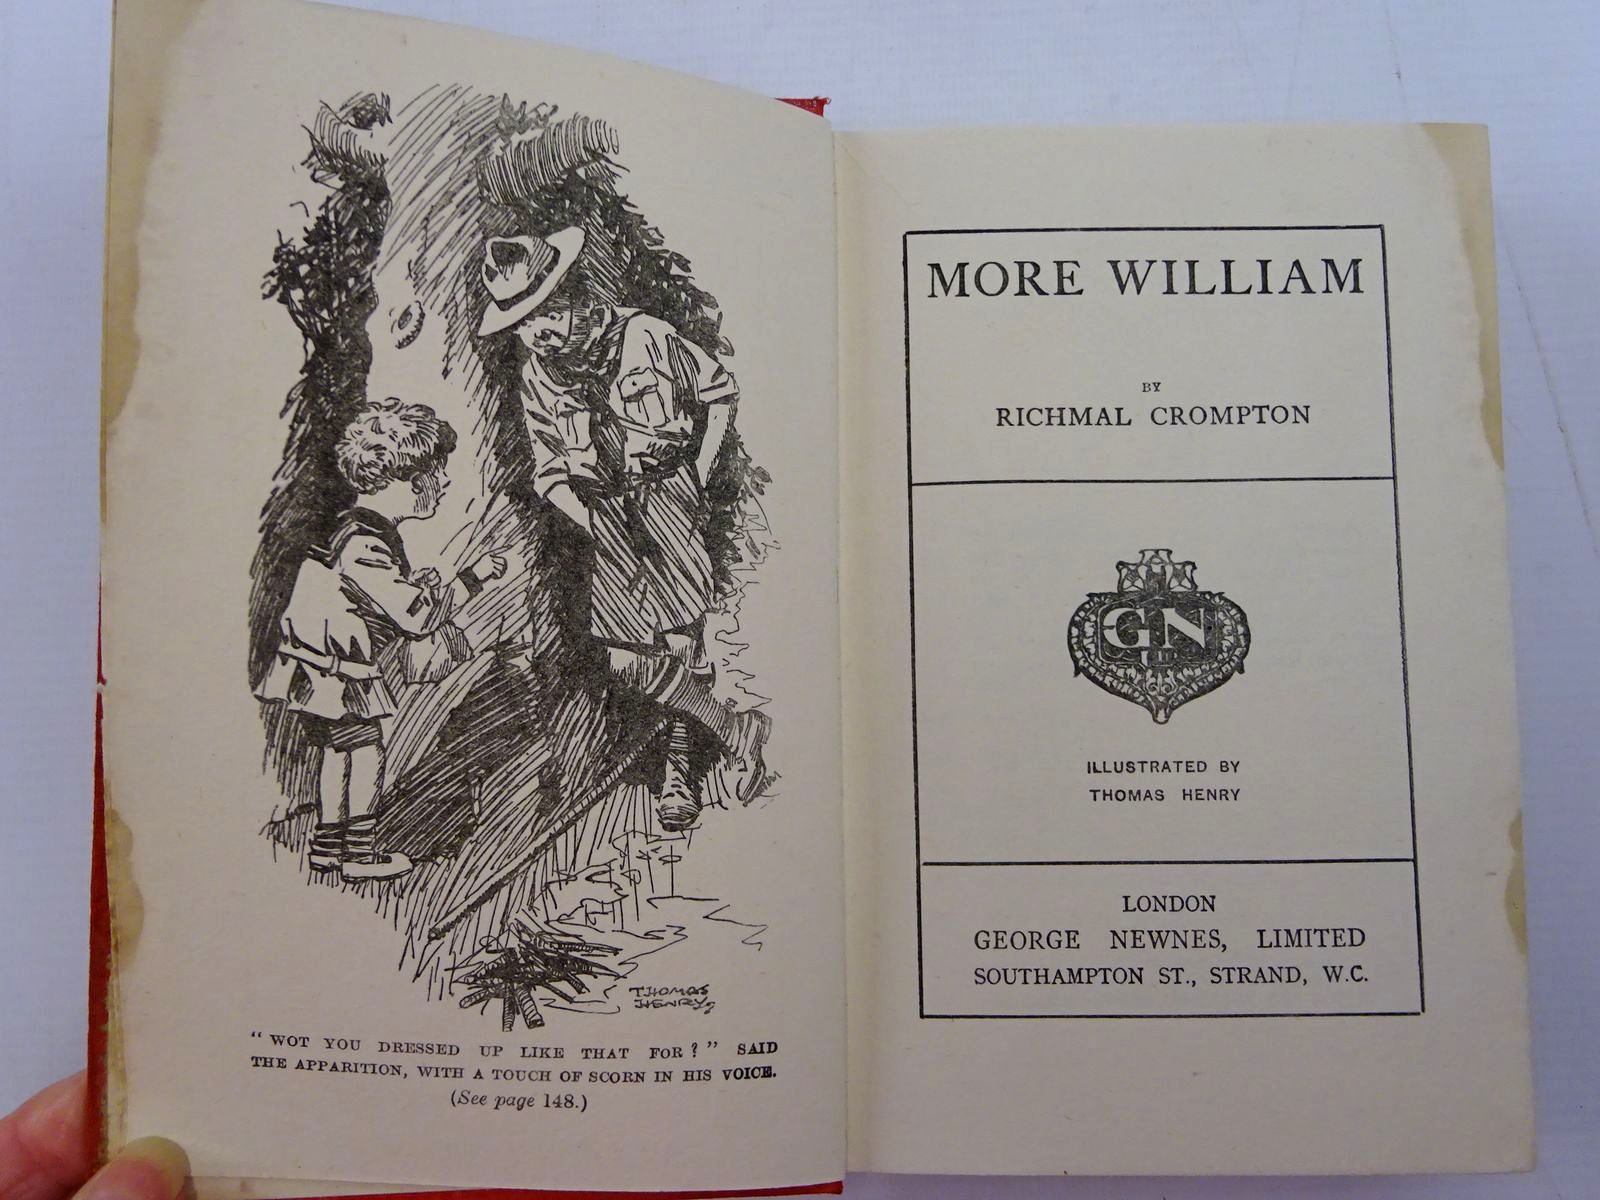 THOMAS
HENRY
"WOT YOU DRESSED UP LIKE THAT FOR?" SAID
THE APPARITION, WITH A TOUCH OF SCORN IN HIS VOICE.
(See page 148.)
MORE WILLIAM
BY
RICHMAL CROMPTON
GN
ILLUSTRATED BY
THOMAS HENRY
LONDON
GEORGE NEWNES, LIMITED
SOUTHAMPTON ST., STRAND, W.C.